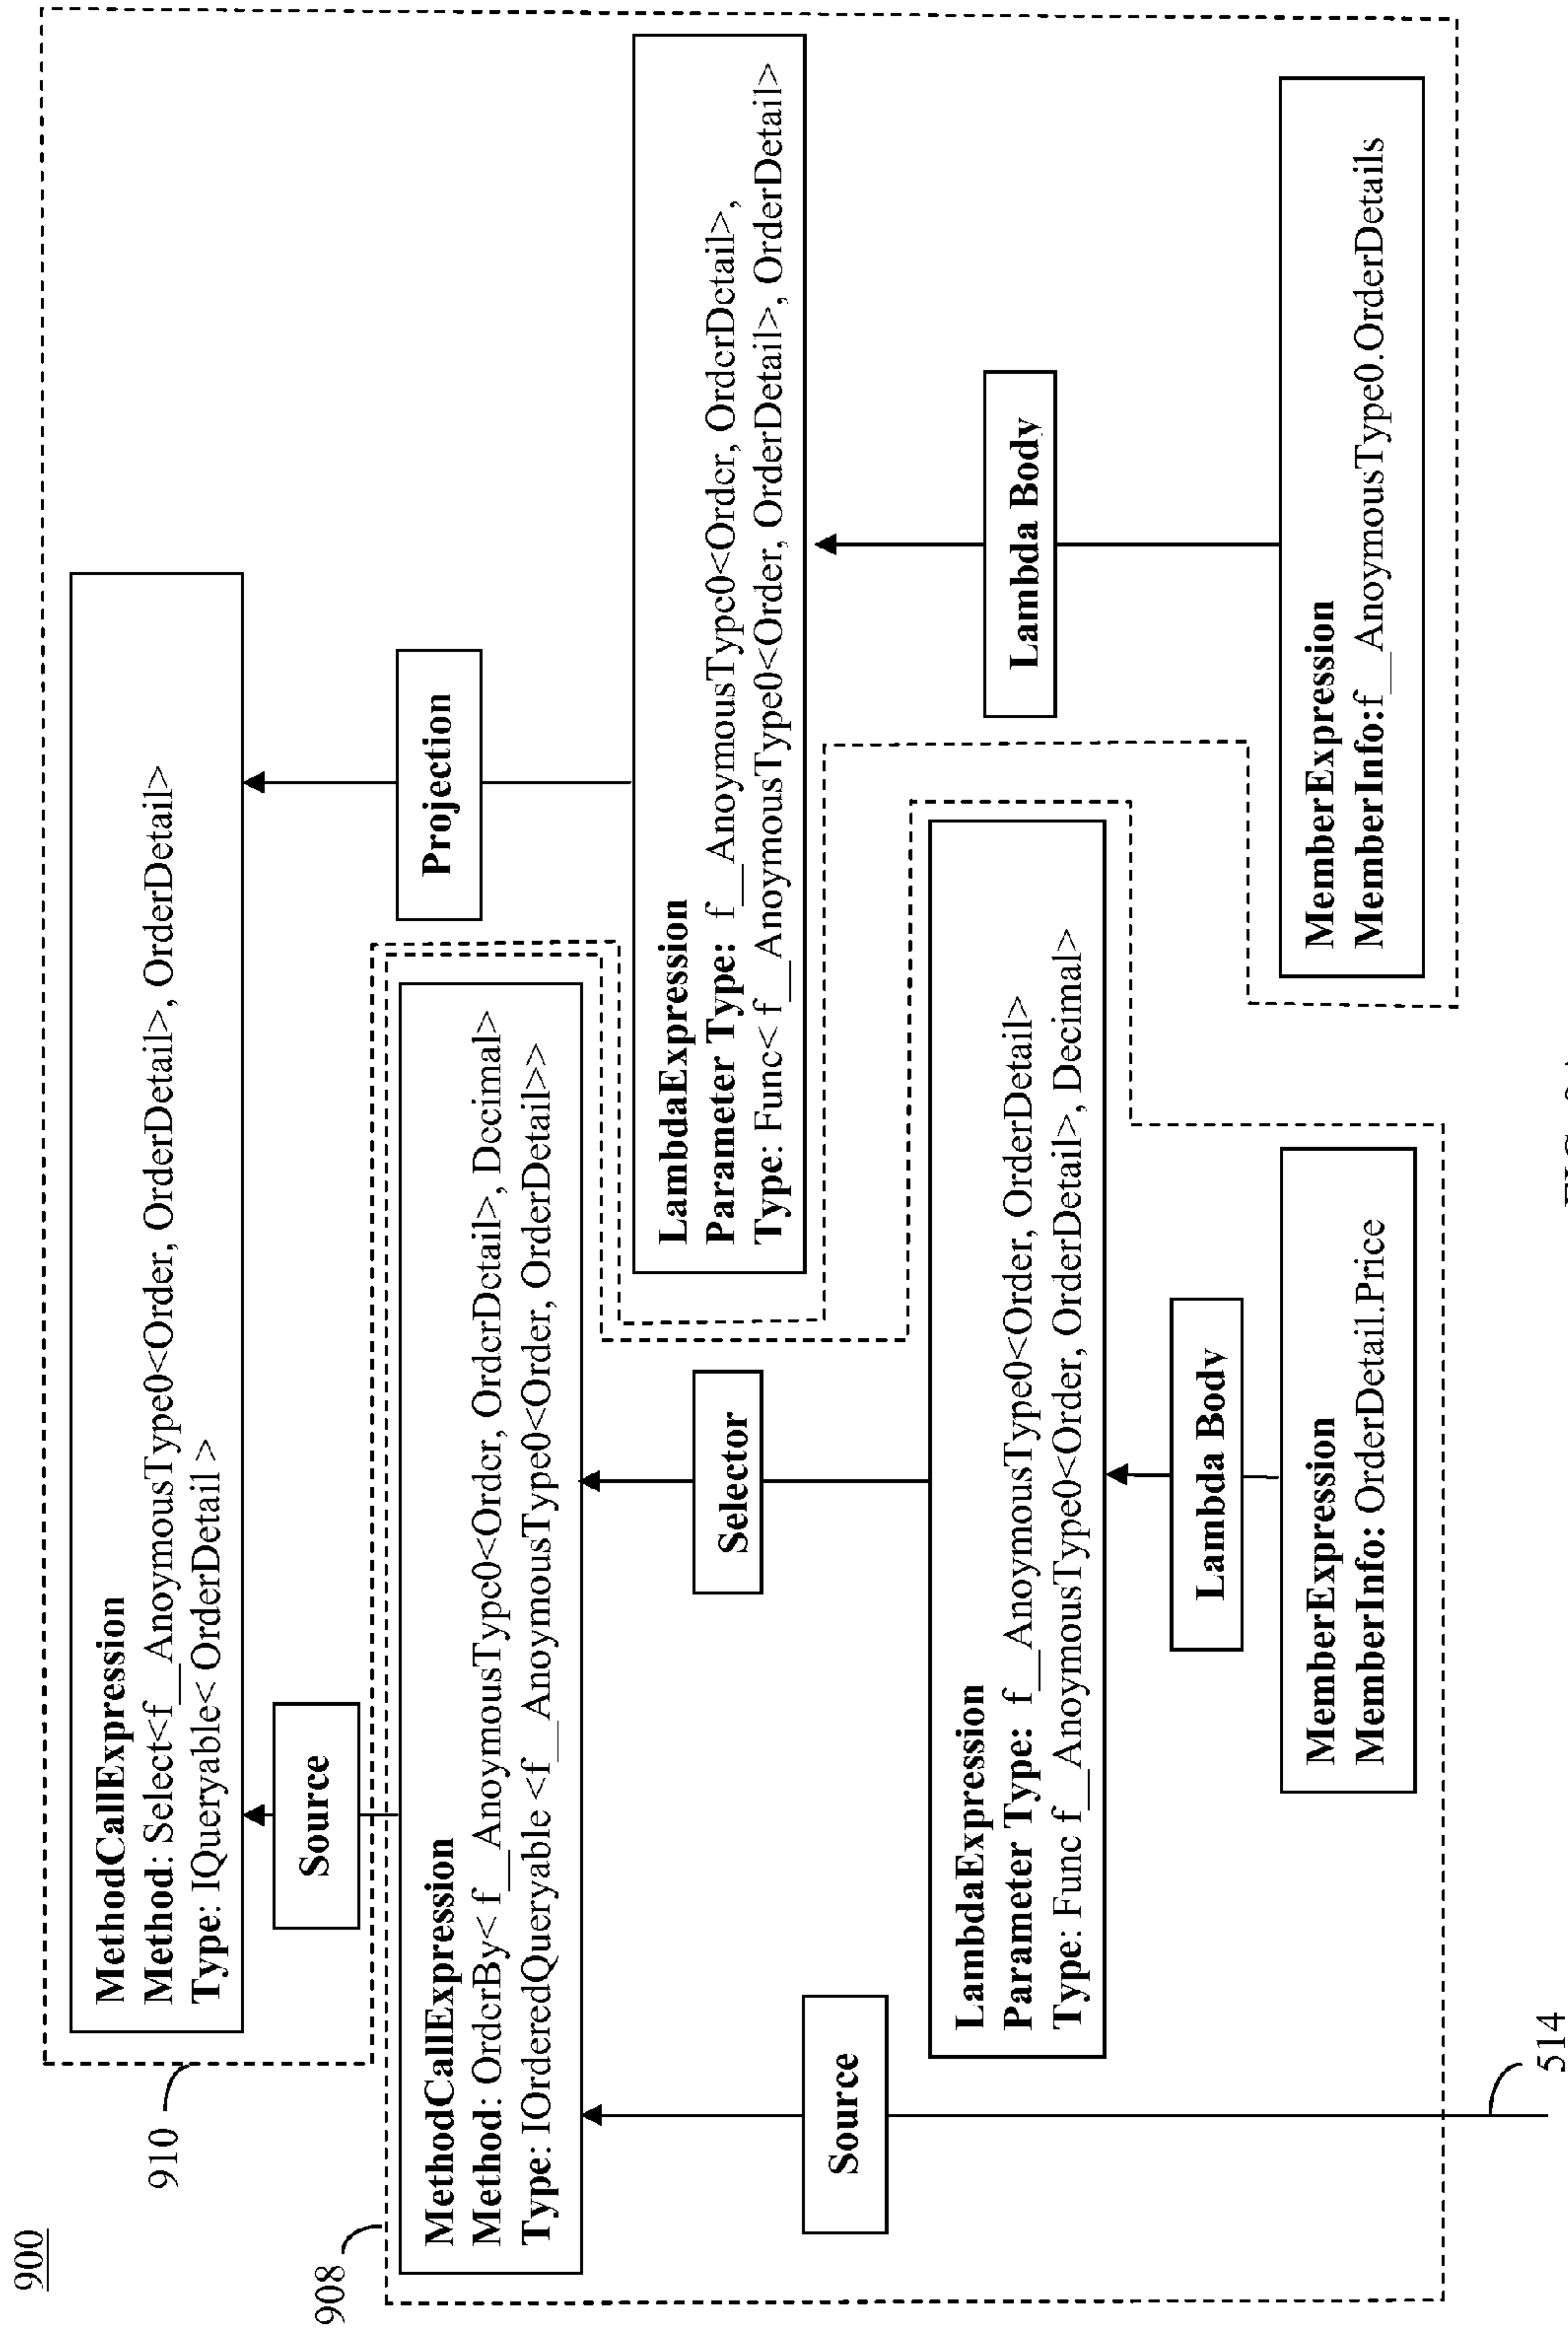 900
910
MethodCallExpression
Method: Select<f__AnoymousType0<Order, OrderDetail>, OrderDetail>
Type: IQueryable< OrderDetail >
Source
Projection
908
MethodCallExpression
Method: OrderBy< f__AnoymousType0<Order, OrderDetail>, Decimal>
Type: IOrderedQueryable <f__AnoymousType0<Order, OrderDetail>>
LambdaExpression
Parameter Type: f__AnoymousType0<Order, OrderDetail>,
Type: Func< f__AnoymousType0<Order, OrderDetail>, OrderDetail>
Selector
Source
LambdaExpression
Parameter Type: f__AnoymousType0<Order, OrderDetail>
Type: Func f__AnoymousType0<Order, OrderDetail>, Decimal>
Lambda Body
Lambda Body
MemberExpression
MemberInfo: OrderDetail.Price
MemberExpression
MemberInfo:f__AnoymousType0.OrderDetails
514